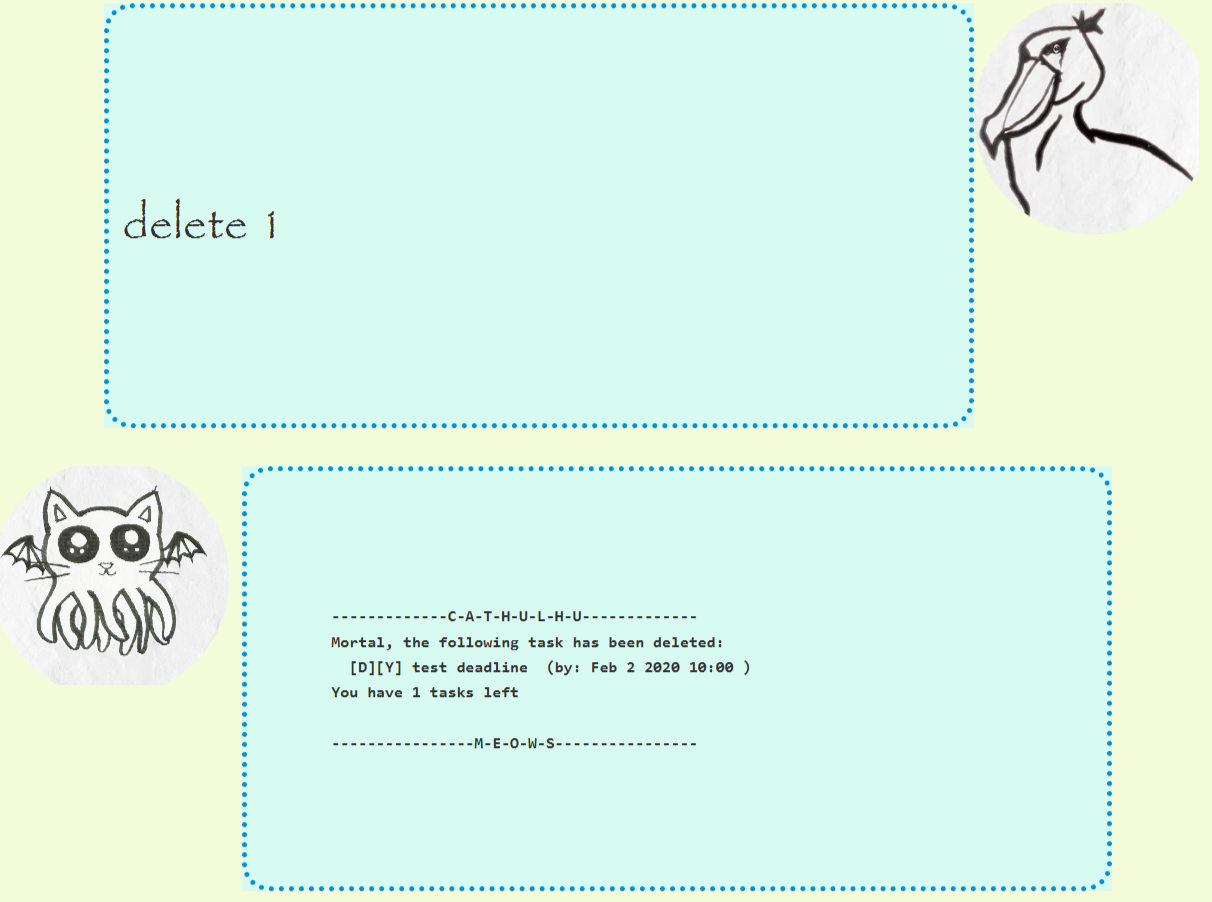 delete 1
-------------C-A-T-H-U-L-H-U-------------
Mortal, the following task has been deleted:
  [D][Y] test deadline  (by: Feb 2 2020 10:00 )
You have 1 tasks left
----------------M-E-O-W-S----------------